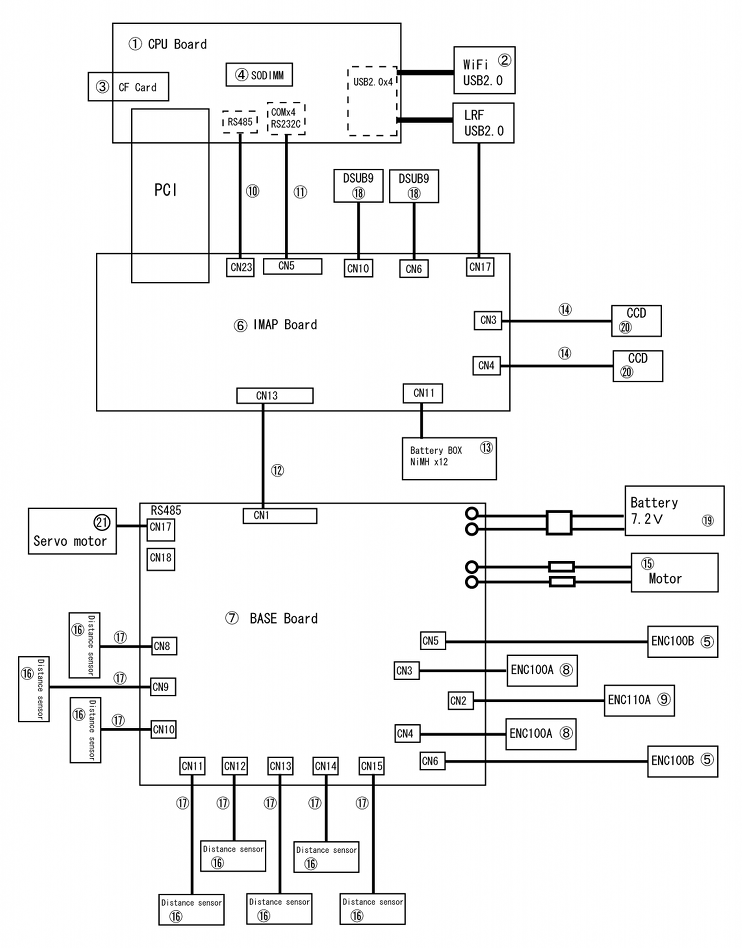 ① CPU Board
④ SODIMM
WiFi ②
USB2.0
③ CF Card
USB2.0x4
COMx4
RS232C
RS485
LRF
USB2.0
PCI
⑩
⑪
DSUB9
⑱
DSUB9
⑱
CN23
CN5
CN10
CN6
CN17
⑥ IMAP Board
CN3
⑭
CCD
⑳
CN4
⑭
CCD
⑳
CN13
CN11
Battery BOX ⑬
NiMH x12
⑫
RS485
CN1
㉑
Servo motor
CN17
CN18
Battery
7.2V ⑲
⑮
Motor
⑦ BASE Board
⑯ Distance sensor
⑰
CN8
⑯ Distance sensor
⑰
CN9
⑯ Distance sensor
⑰
CN10
CN5
ENC100B ⑤
CN3
ENC100A ⑧
CN2
ENC110A ⑨
CN4
ENC100A ⑧
CN6
ENC100B ⑤
CN11
CN12
CN13
CN14
CN15
⑰
⑰
⑰
⑰
⑰
Distance sensor
⑯
Distance sensor
⑯
Distance sensor
⑯
Distance sensor
⑯
Distance sensor
⑯